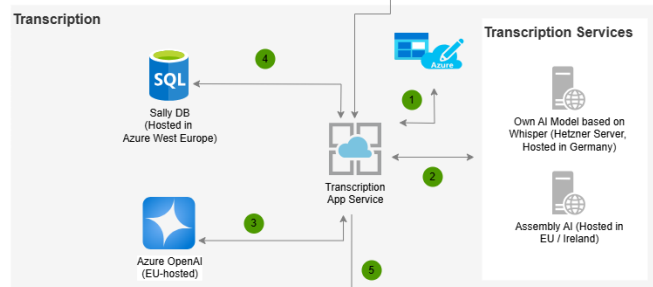 Transcription
Transcription Services
4
SQL
Azure
Sally DB
(Hosted in
Azure West Europe)
1
Own AI Model based on
Whisper (Hetzner Server,
Hosted in Germany)
2
Transcription
App Service
3
Assembly AI (Hosted in
EU / Ireland)
Azure OpenAI
(EU-hosted)
5